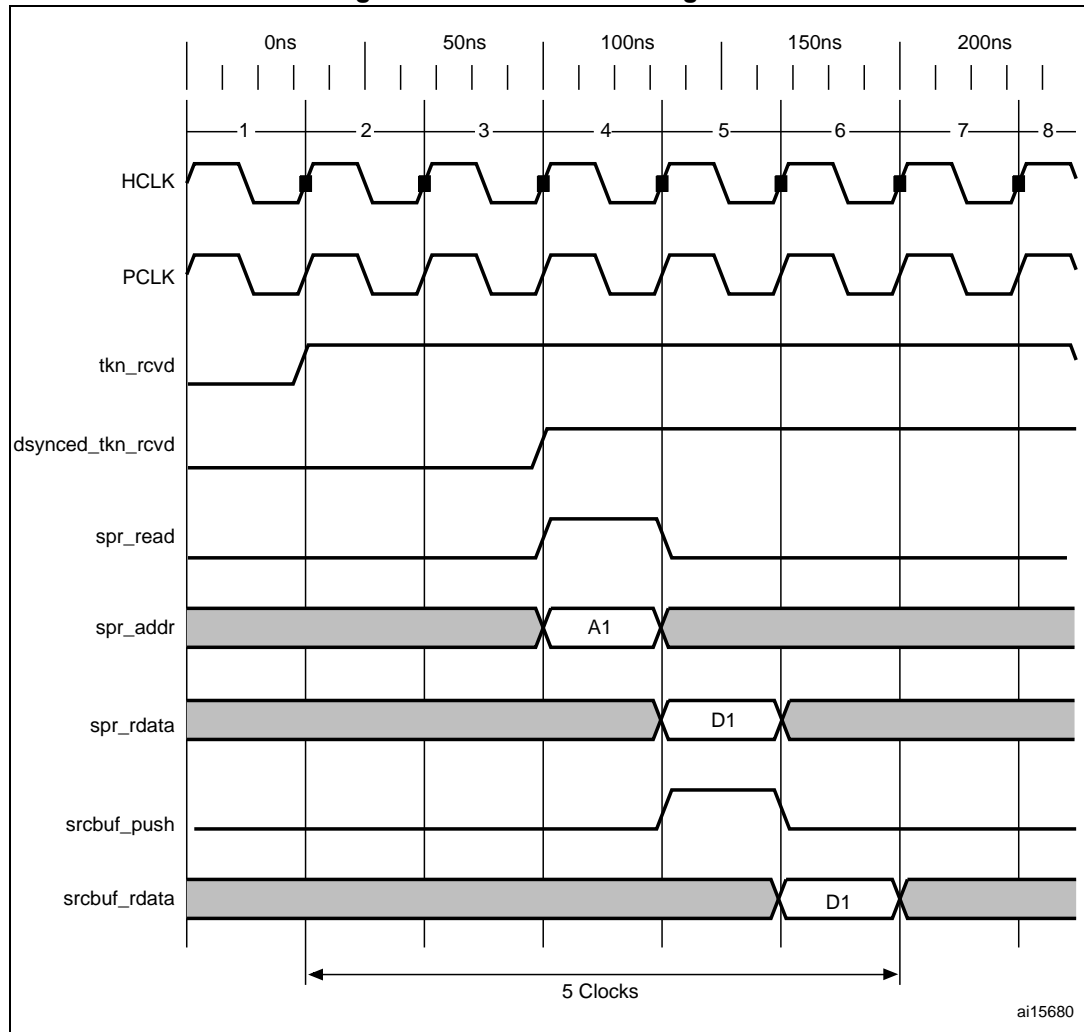 0ns 50ns 100ns 150ns 200ns
1 2 3 4 5 6 7 8
HCLK
PCLK
tkn_rcvd
dsynced_tkn_rcvd
spr_read
spr_addr A1
spr_rdata D1
srcbuf_push
srcbuf_rdata D1
5 Clocks
ai15680